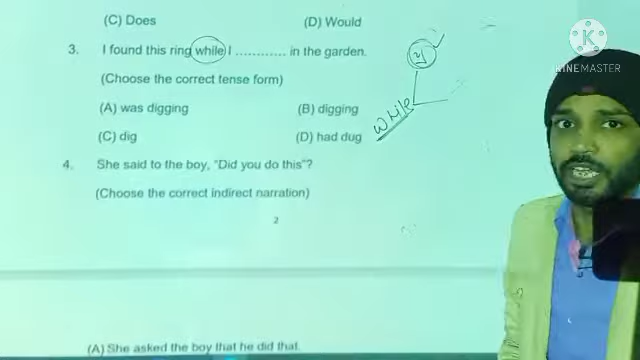 (C) Does (D) Would
3. I found this ring while I ............ in the garden.
(Choose the correct tense form)
(A) was digging (B) digging
(C) dig (D) had dug
4. She said to the boy, "Did you do this"?
(Choose the correct indirect narration)
2
(A) She asked the boy that he did that.
while
K
KINEMASTER